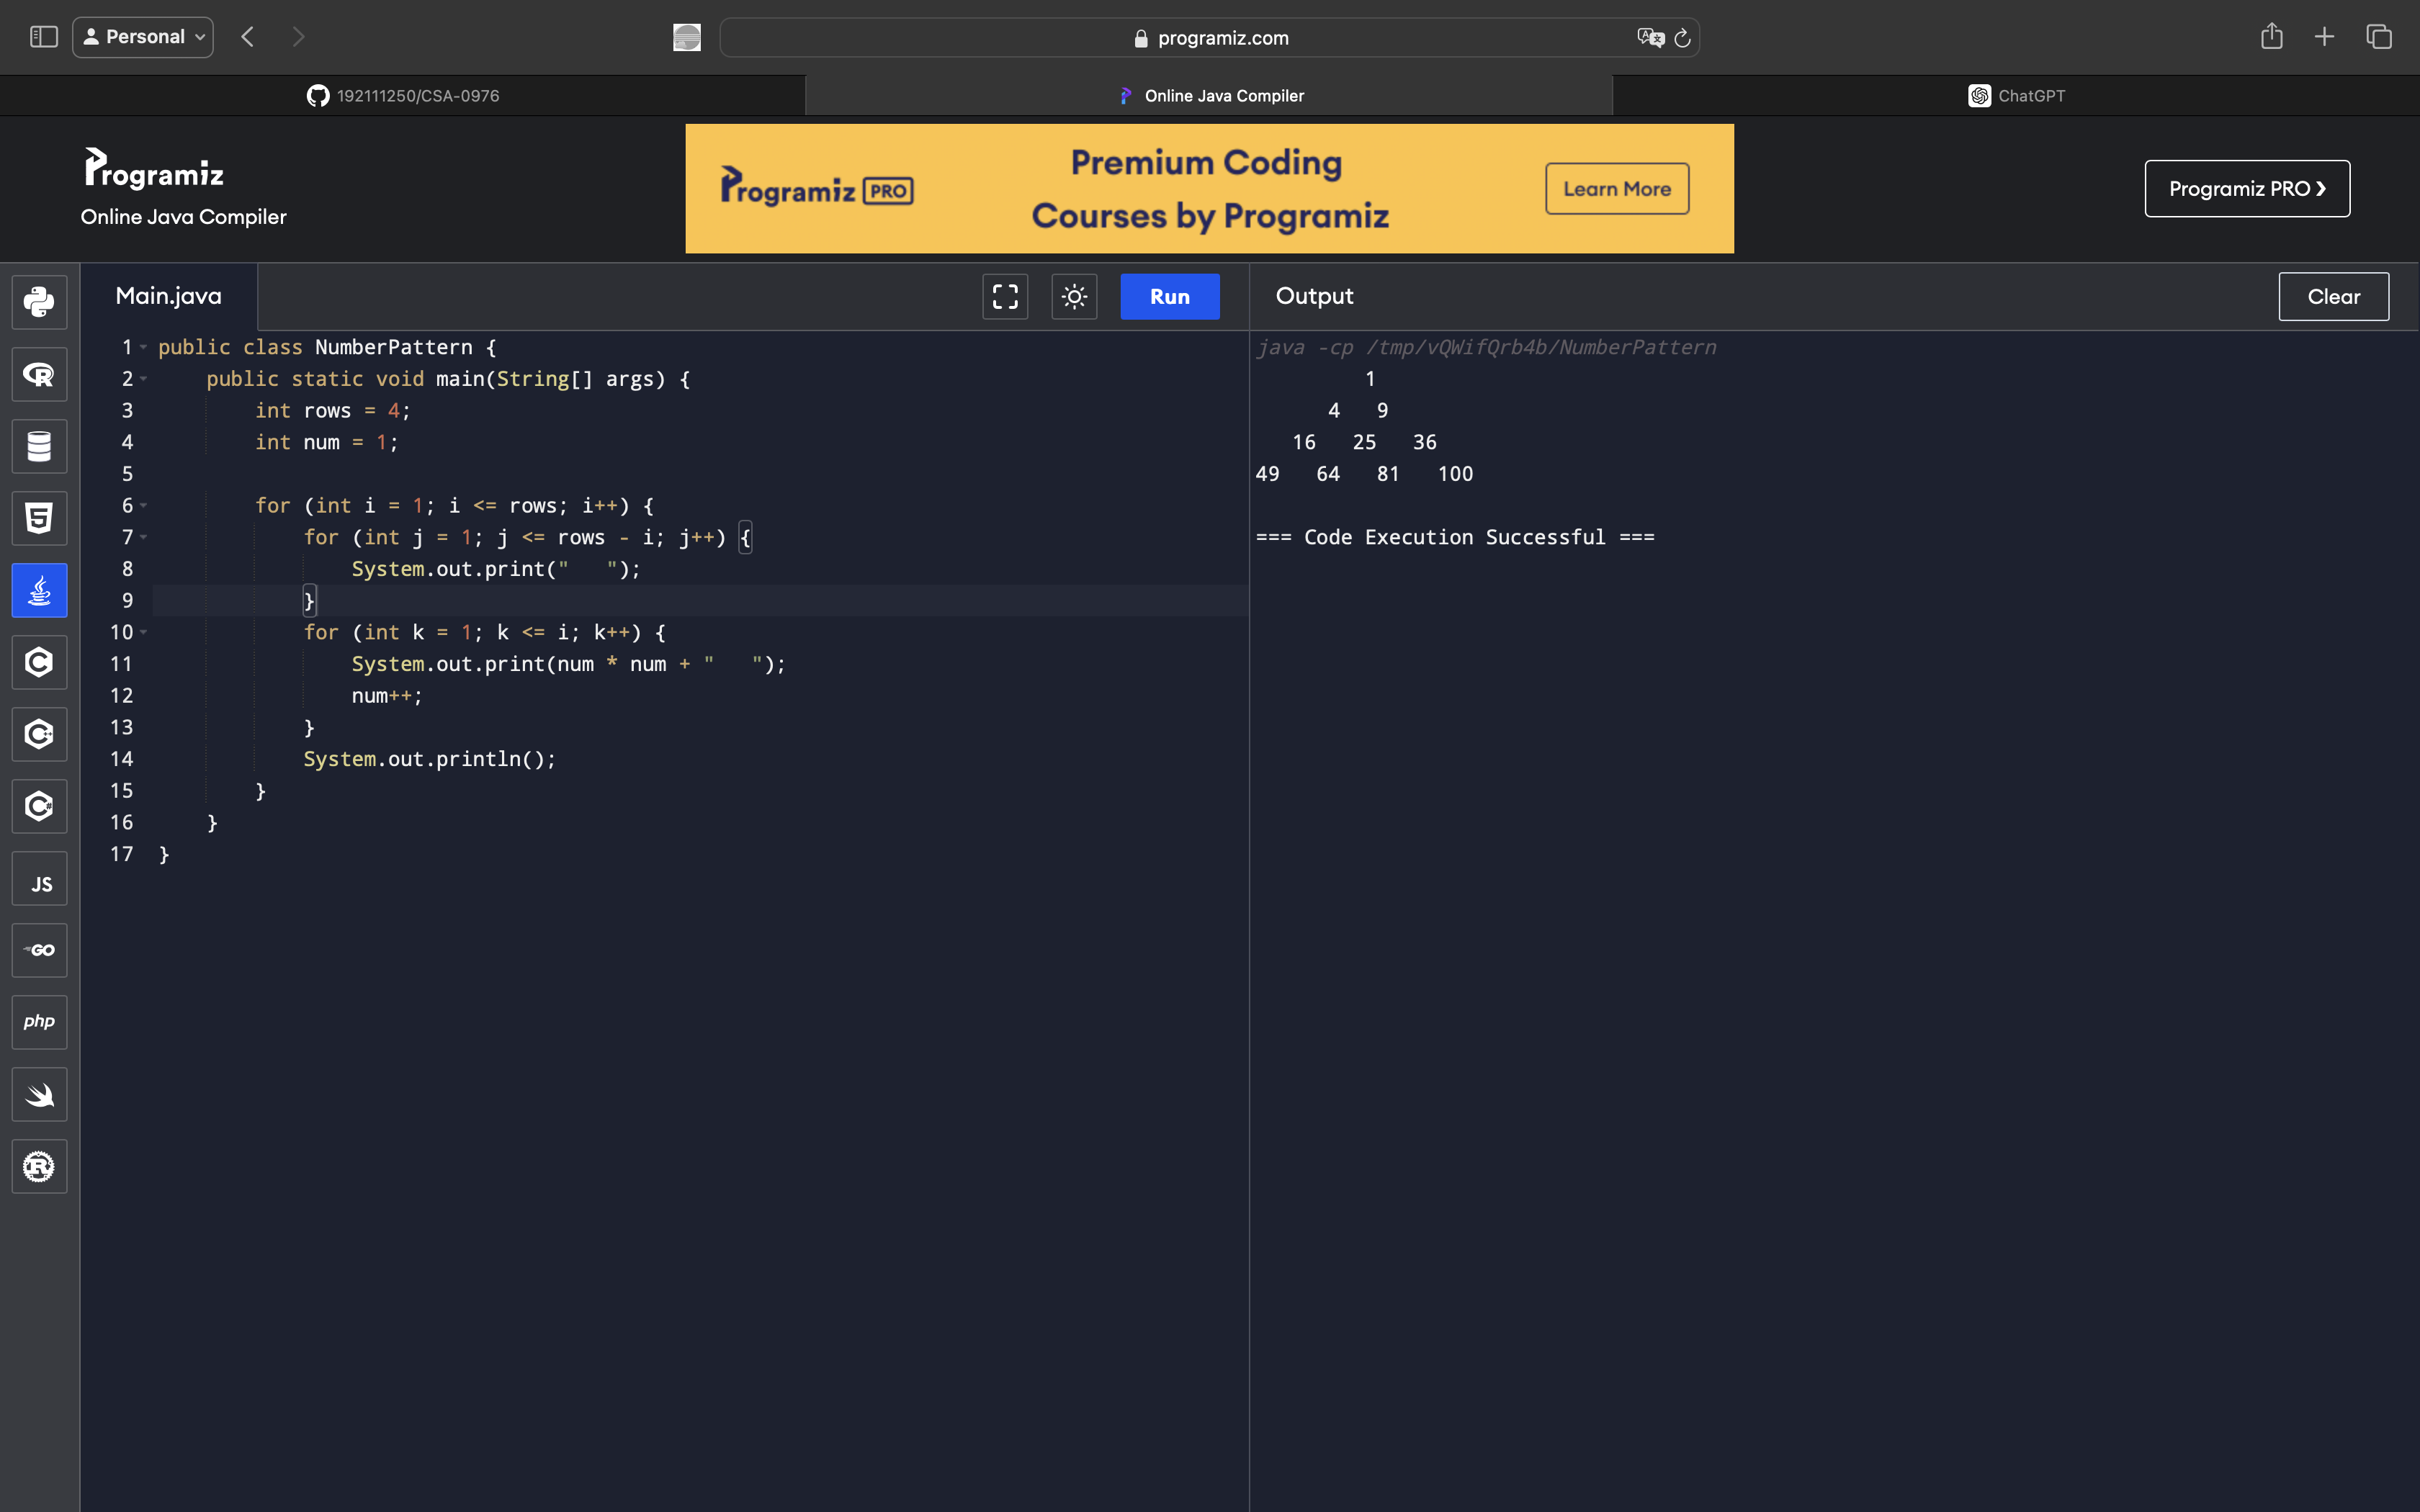 Personal
programiz.com
192111250/CSA-0976
Online Java Compiler
ChatGPT
Programiz
Online Java Compiler
Programiz PRO
Premium Coding
Courses by Programiz
Learn More
Programiz PRO ❯
Main.java
Run
Output
Clear
1 public class NumberPattern {
2     public static void main(String[] args) {
3         int rows = 4;
4         int num = 1;
5
6         for (int i = 1; i <= rows; i++) {
7             for (int j = 1; j <= rows - i; j++) {
8                 System.out.print("   ");
9             }
10             for (int k = 1; k <= i; k++) {
11                 System.out.print(num * num + "   ");
12                 num++;
13             }
14             System.out.println();
15         }
16     }
17 }
java -cp /tmp/vQWifQrb4b/NumberPattern
         1
      4   9
   16   25   36
49   64   81   100
=== Code Execution Successful ===
R
5
C
C++
C#
JS
GO
php
R